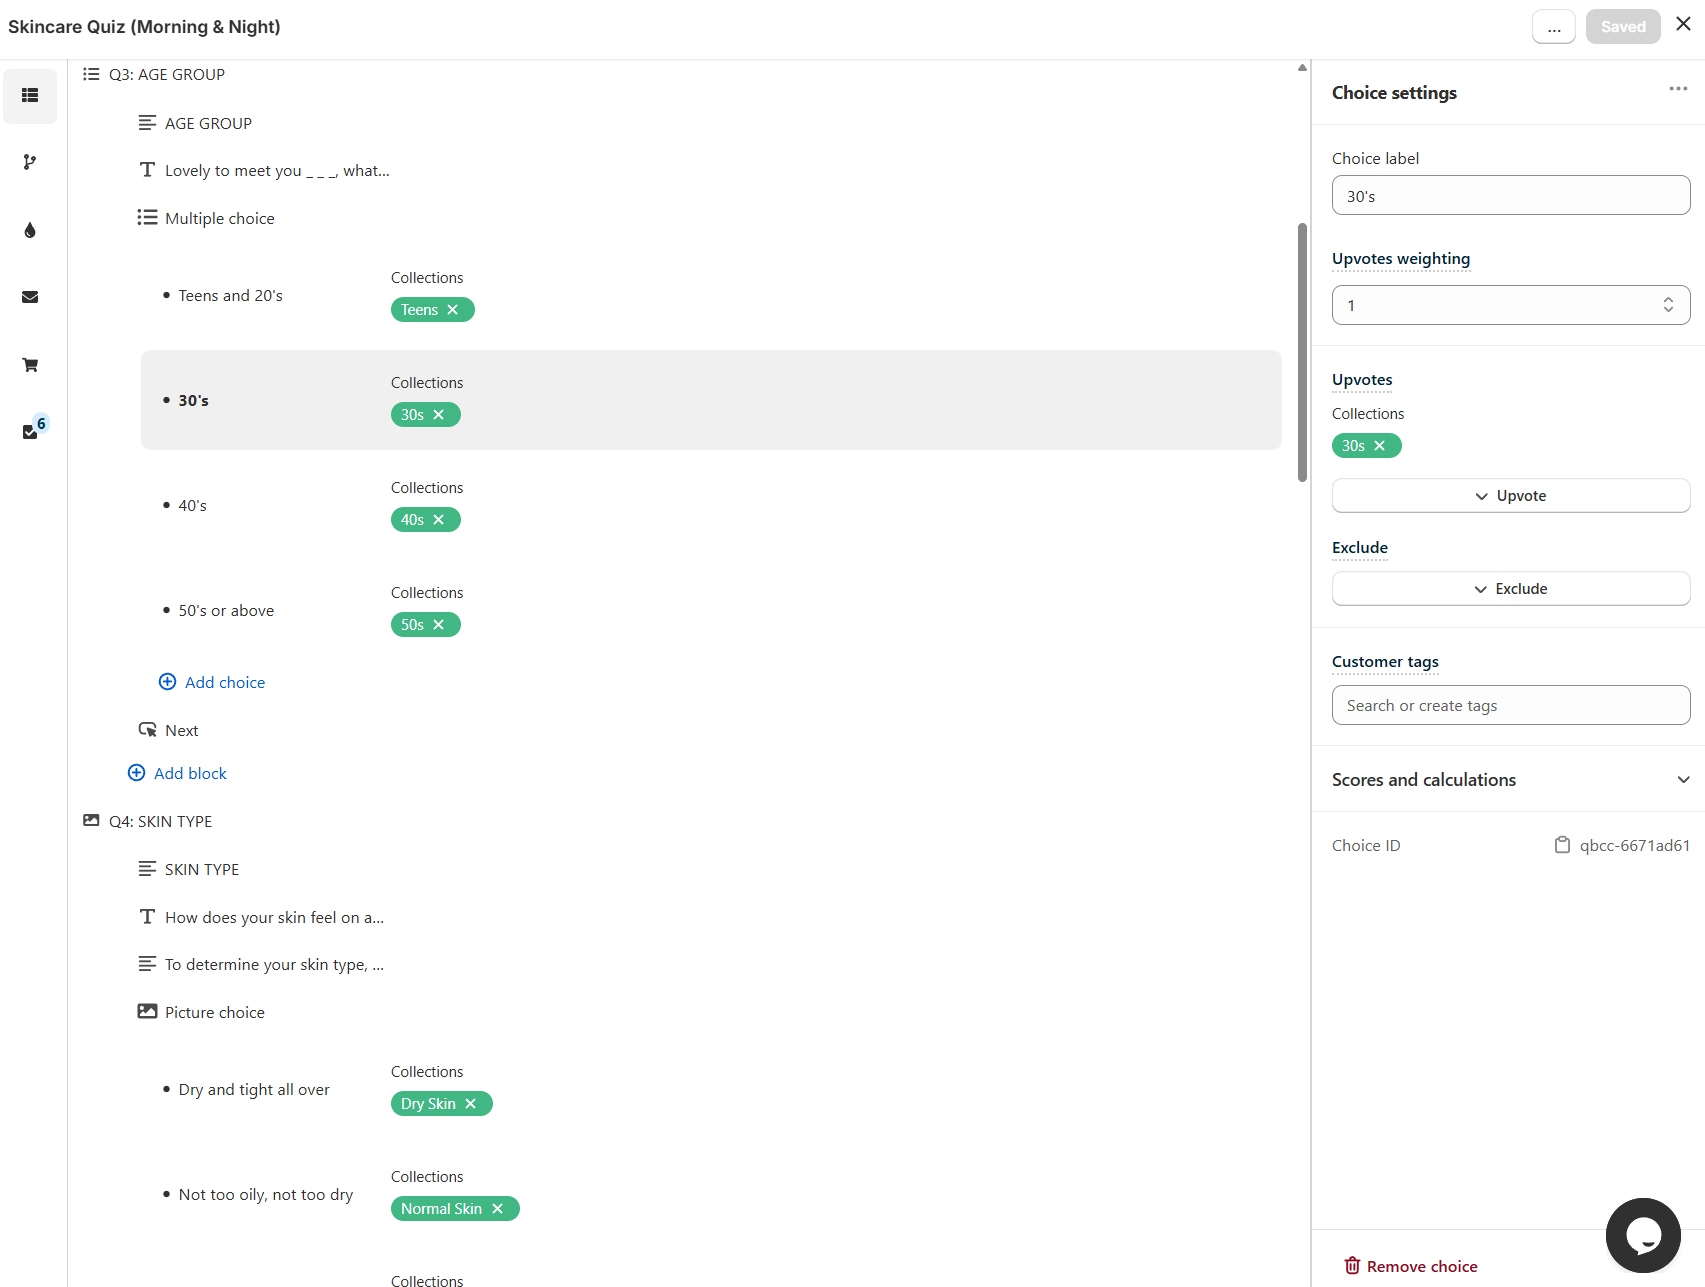 Skincare Quiz (Morning & Night)
...
Saved
Q3: AGE GROUP
AGE GROUP
Lovely to meet you _ _ _, what...
Multiple choice
Collections
Teens and 20's
Teens
Collections
30's
30s
Collections
40's
40s
Collections
50's or above
50s
Add choice
Next
Add block
Q4: SKIN TYPE
SKIN TYPE
How does your skin feel on a...
To determine your skin type, ...
Picture choice
Collections
Dry and tight all over
Dry Skin
Collections
Not too oily, not too dry
Normal Skin
Collections
6
Choice settings
Choice label
30's
Upvotes weighting
1
Upvotes
Collections
30s
Upvote
Exclude
Exclude
Customer tags
Search or create tags
Scores and calculations
Choice ID
qbcc-6671ad61
Remove choice